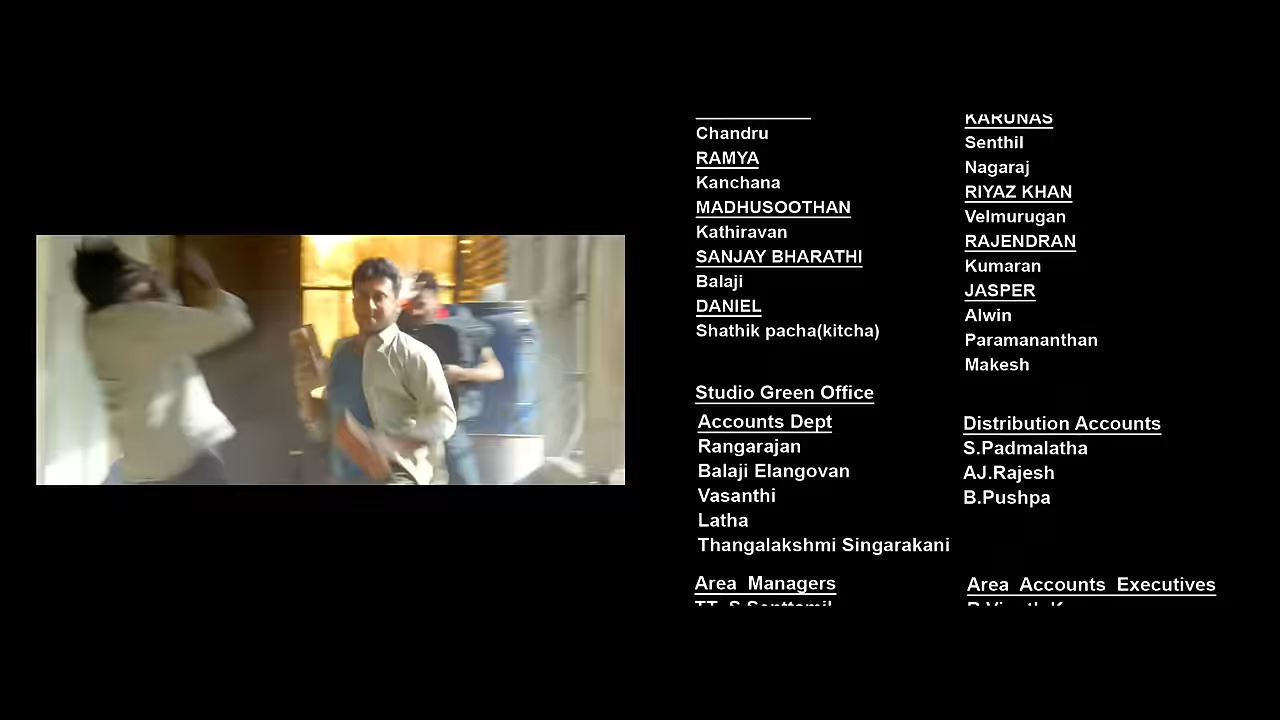 Chandru
RAMYA
Kanchana
MADHUSOOTHAN
Kathiravan
SANJAY BHARATHI
Balaji
DANIEL
Shathik pacha(kitcha)
KARUNAS
Senthil
Nagaraj
RIYAZ KHAN
Velmurugan
RAJENDRAN
Kumaran
JASPER
Alwin
Paramananthan
Makesh
Studio Green Office
Accounts Dept
Rangarajan
Balaji Elangovan
Vasanthi
Latha
Thangalakshmi Singarakani
Distribution Accounts
S.Padmalatha
AJ.Rajesh
B.Pushpa
Area Managers
Area Accounts Executives